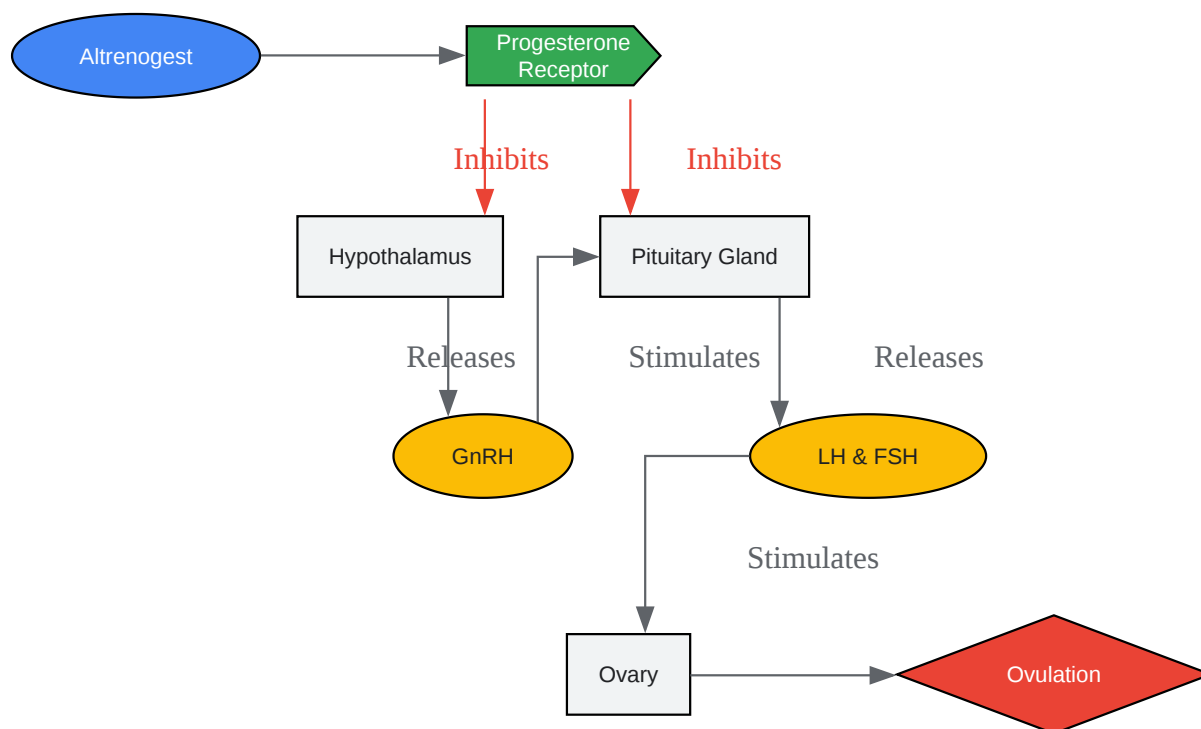 Altrenogest
Progesterone
Receptor
Inhibits
Inhibits
Hypothalamus
Pituitary Gland
Releases
Stimulates
Releases
GnRH
LH & FSH
Stimulates
Ovary
Ovulation